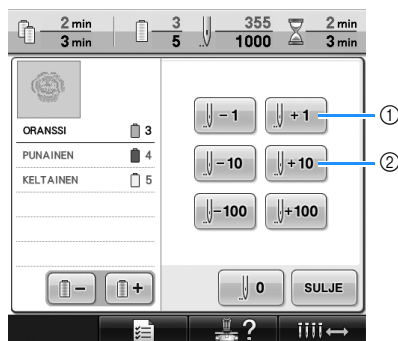 2 min 3 355 2 min
3 min 5 1000 3 min
ORANSSI 3
PUNAINEN 4
KELTAINEN 5
-1 +1 ①
-10 +10 ②
-100 +100
- + 0 SULJE
?